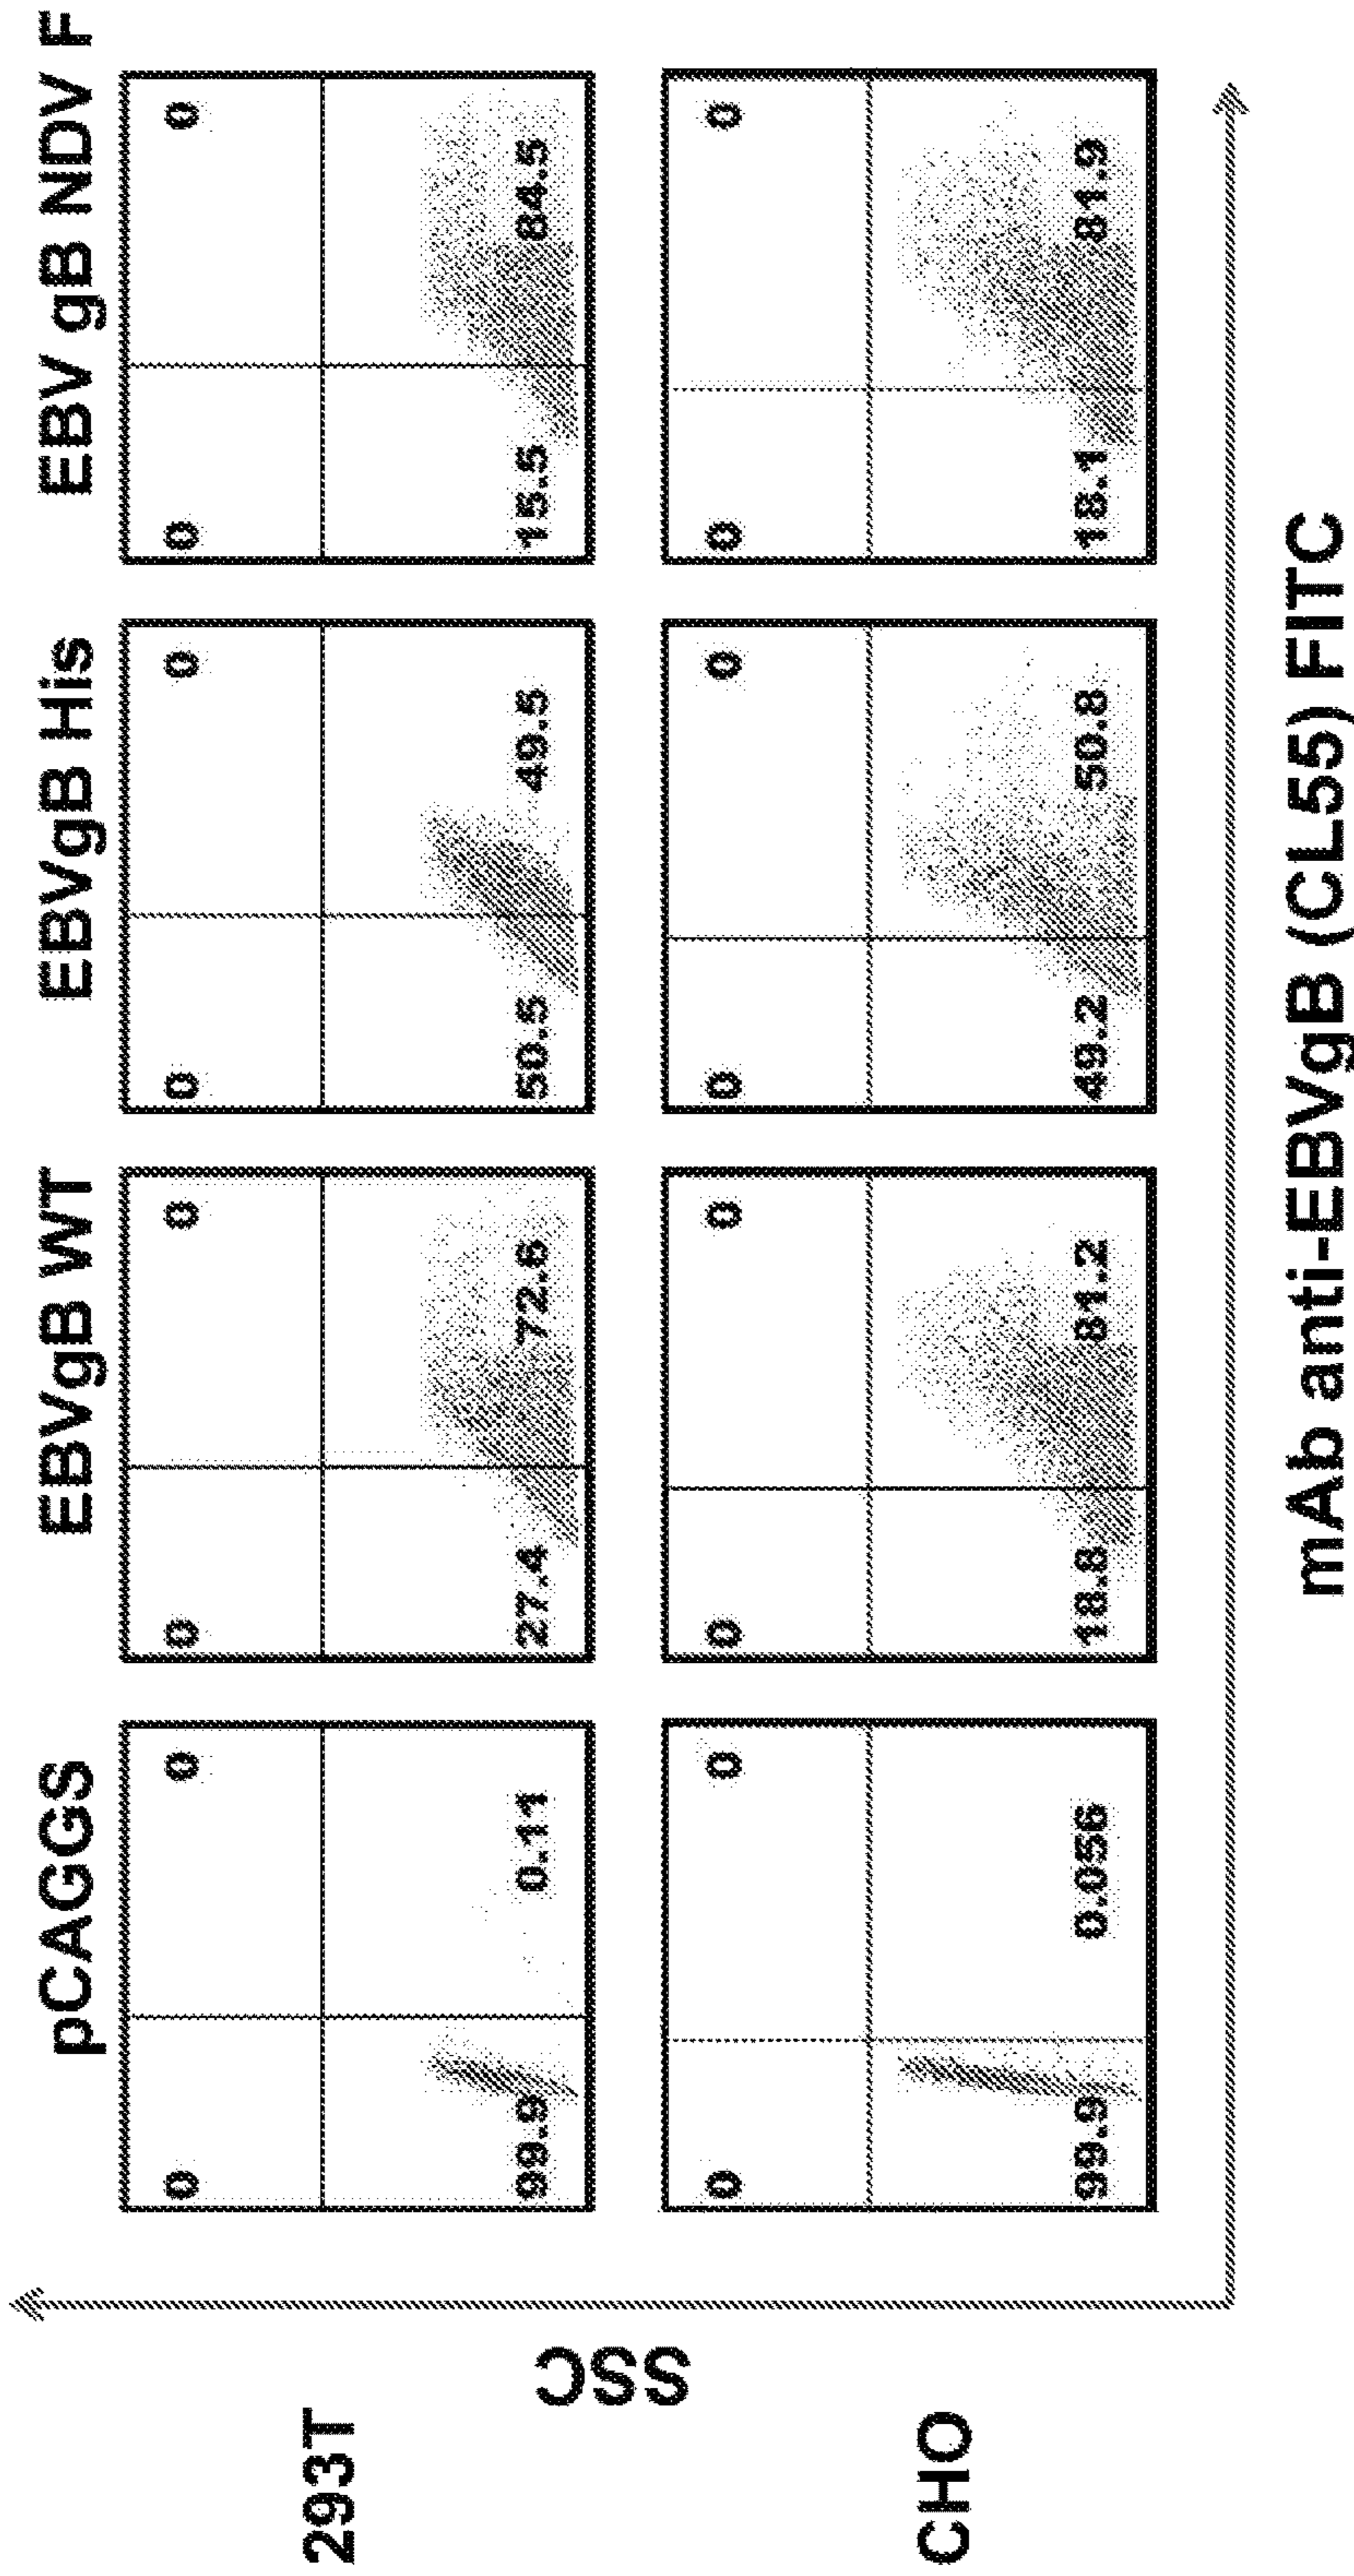 pCAGGS EBVgB WT EBVgB His EBV gB NDV F
293T
0 0 0 0 0 0 0 0
99.9 0.11 27.4 72.6 50.5 49.5 15.5 84.5
SSC
CHO
0 0 0 0 0 0 0 0
99.9 0.056 18.8 81.2 49.2 50.8 18.1 81.9
mAb anti-EBVgB (CL55) FITC